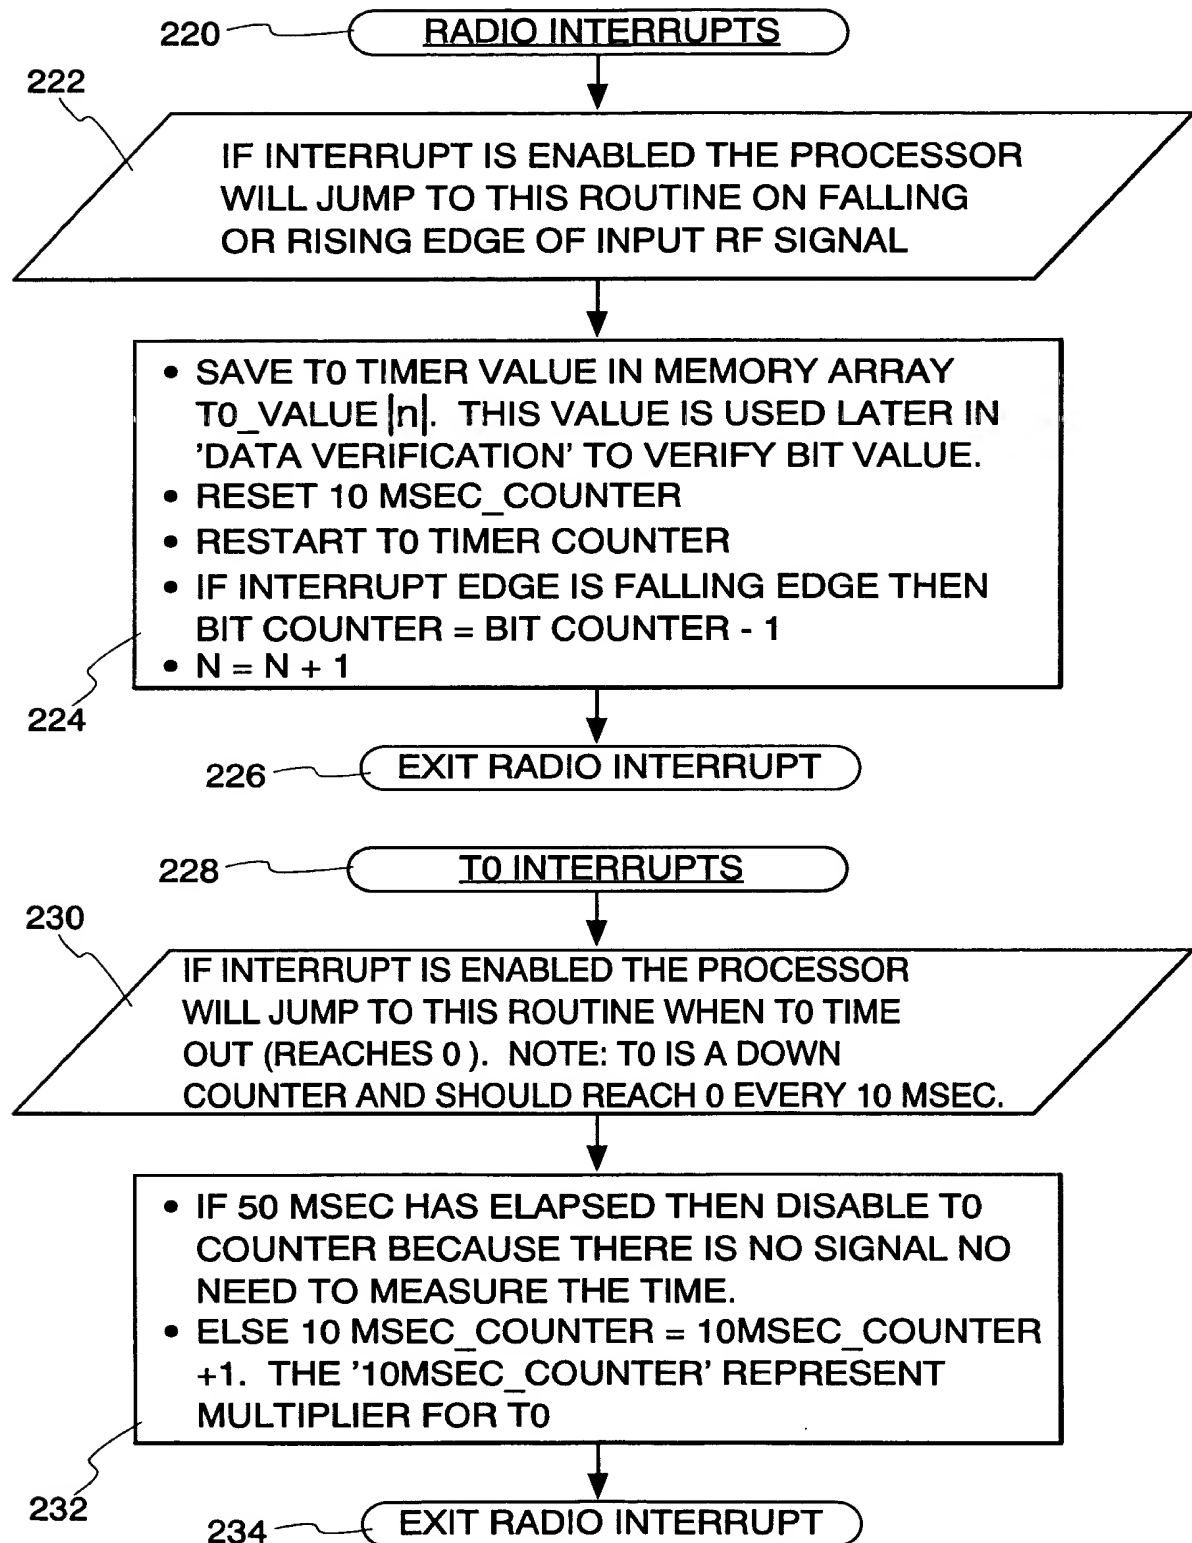 220
RADIO INTERRUPTS
222
IF INTERRUPT IS ENABLED THE PROCESSOR
WILL JUMP TO THIS ROUTINE ON FALLING
OR RISING EDGE OF INPUT RF SIGNAL
• SAVE T0 TIMER VALUE IN MEMORY ARRAY
T0_VALUE |n|. THIS VALUE IS USED LATER IN
'DATA VERIFICATION' TO VERIFY BIT VALUE.
• RESET 10 MSEC_COUNTER
• RESTART T0 TIMER COUNTER
• IF INTERRUPT EDGE IS FALLING EDGE THEN
BIT COUNTER = BIT COUNTER - 1
• N = N + 1
224
226
EXIT RADIO INTERRUPT
228
T0 INTERRUPTS
230
IF INTERRUPT IS ENABLED THE PROCESSOR
WILL JUMP TO THIS ROUTINE WHEN T0 TIME
OUT (REACHES 0 ). NOTE: T0 IS A DOWN
COUNTER AND SHOULD REACH 0 EVERY 10 MSEC.
• IF 50 MSEC HAS ELAPSED THEN DISABLE T0
COUNTER BECAUSE THERE IS NO SIGNAL NO
NEED TO MEASURE THE TIME.
• ELSE 10 MSEC_COUNTER = 10MSEC_COUNTER
+1. THE '10MSEC_COUNTER' REPRESENT
MULTIPLIER FOR T0
232
234
EXIT RADIO INTERRUPT